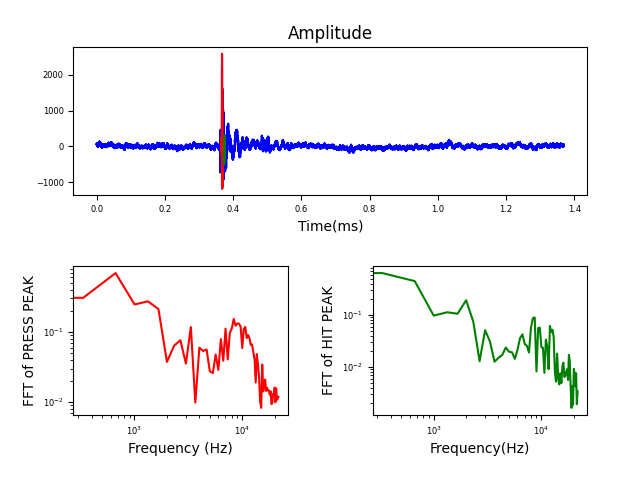 Amplitude
2000
1000
0
−1000
0.0 0.2 0.4 0.6 0.8 1.0 1.2 1.4
Time(ms)
FFT of PRESS PEAK
10⁻¹
10⁻²
10³ 10⁴
Frequency (Hz)
FFT of HIT PEAK
10⁻¹
10⁻²
10³ 10⁴
Frequency(Hz)